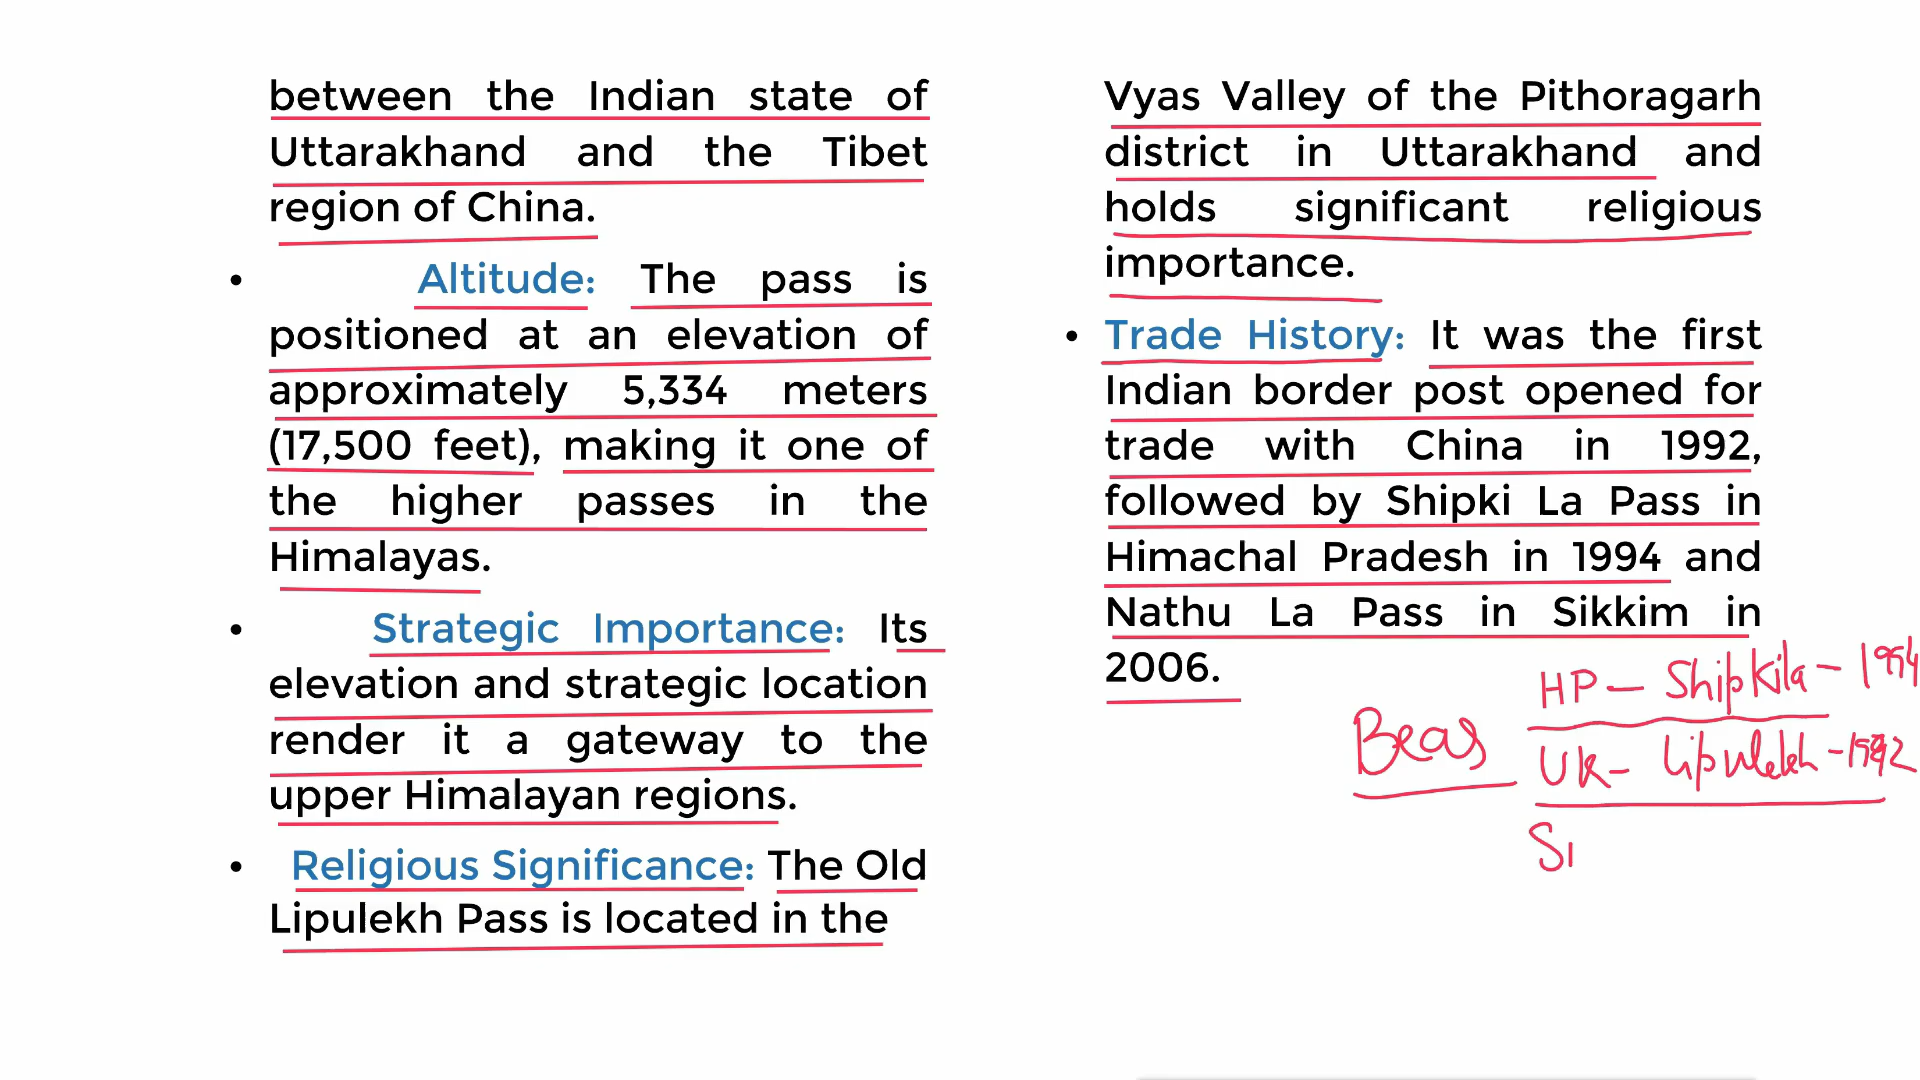 between the Indian state of
Uttarakhand and the Tibet
region of China.
• Altitude: The pass is
positioned at an elevation of
approximately 5,334 meters
(17,500 feet), making it one of
the higher passes in the
Himalayas.
• Strategic Importance: Its
elevation and strategic location
render it a gateway to the
upper Himalayan regions.
• Religious Significance: The Old
Lipulekh Pass is located in the
Vyas Valley of the Pithoragarh
district in Uttarakhand and
holds significant religious
importance.
• Trade History: It was the first
Indian border post opened for
trade with China in 1992,
followed by Shipki La Pass in
Himachal Pradesh in 1994 and
Nathu La Pass in Sikkim in
2006.
HP – Shipkila – 1994
Beas
UK – Lipulekh – 1992
Si